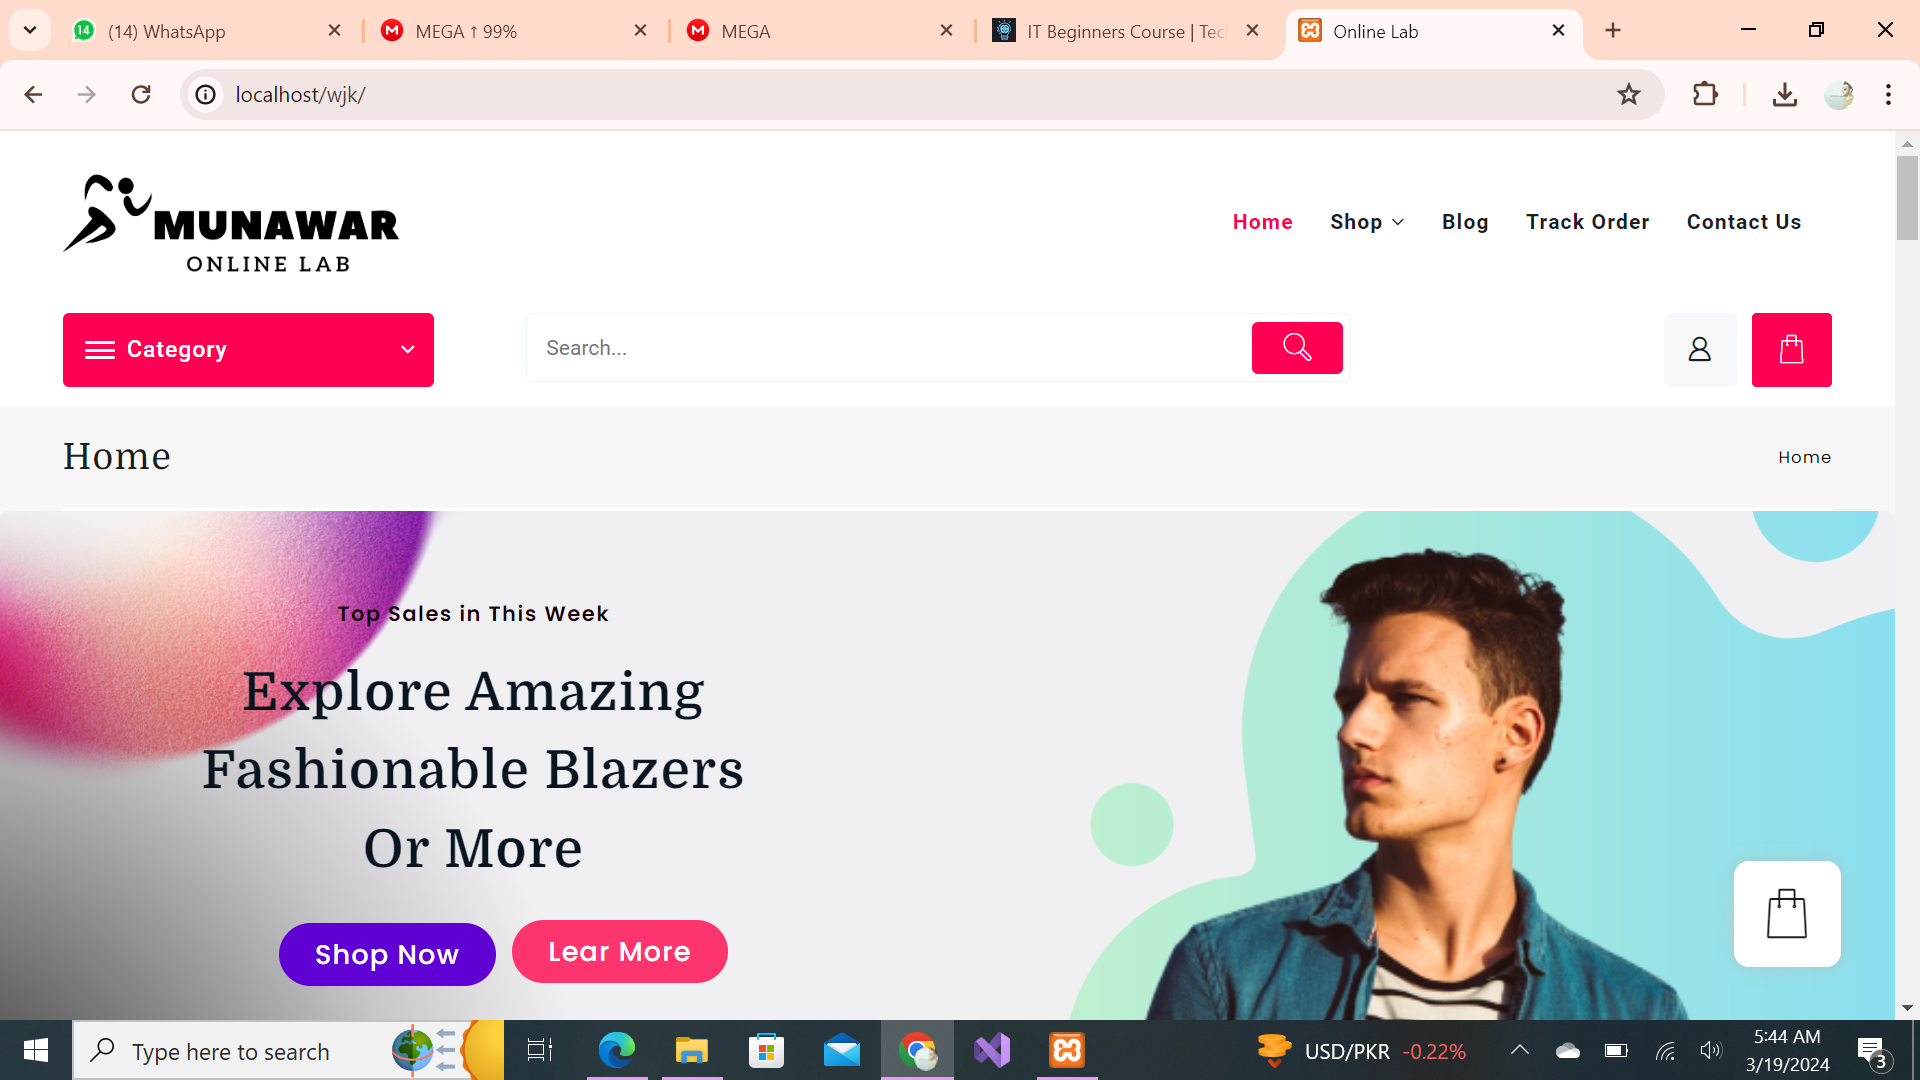 14
(14) WhatsApp
M
MEGA ↑ 99%
M
MEGA
IT Beginners Course | Tec
Online Lab
localhost/wjk/
MUNAWAR
ONLINE LAB
Home
Shop
Blog
Track Order
Contact Us
Category
Search...
Home
Home
Top Sales in This Week
Explore Amazing
Fashionable Blazers
Or More
Shop Now
Lear More
Type here to search
USD/PKR -0.22%
5:44 AM
3/19/2024
3